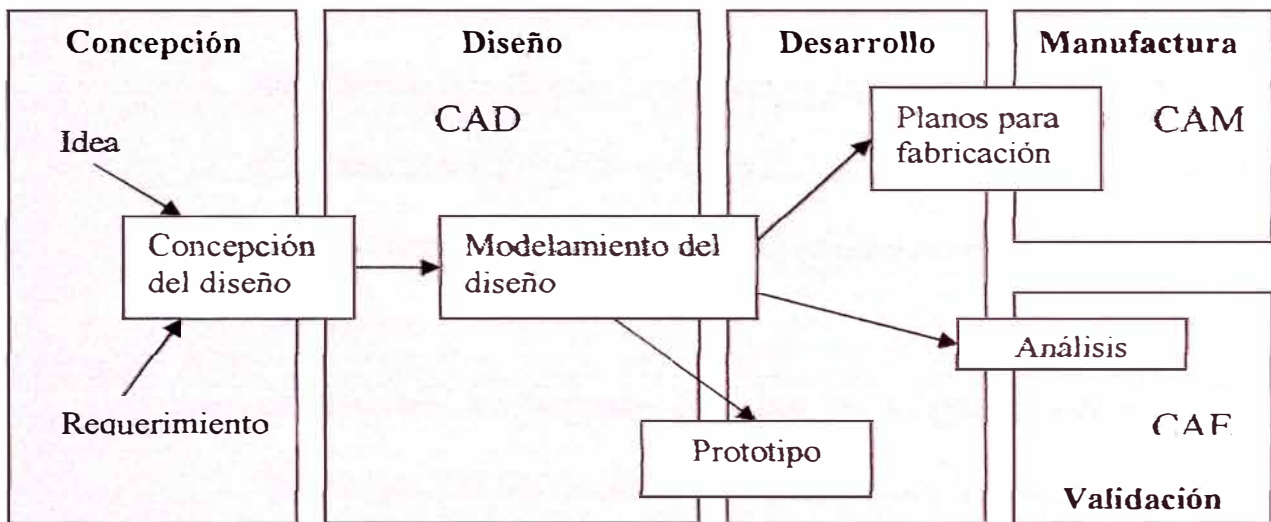 Concepción
Diseño
Desarrollo
Manufactura
CAD
Planos para
fabricación
CAM
Idea
Concepción
del diseño
Modelamiento del
diseño
Análisis
Requerimiento
Prototipo
CAE
Validación